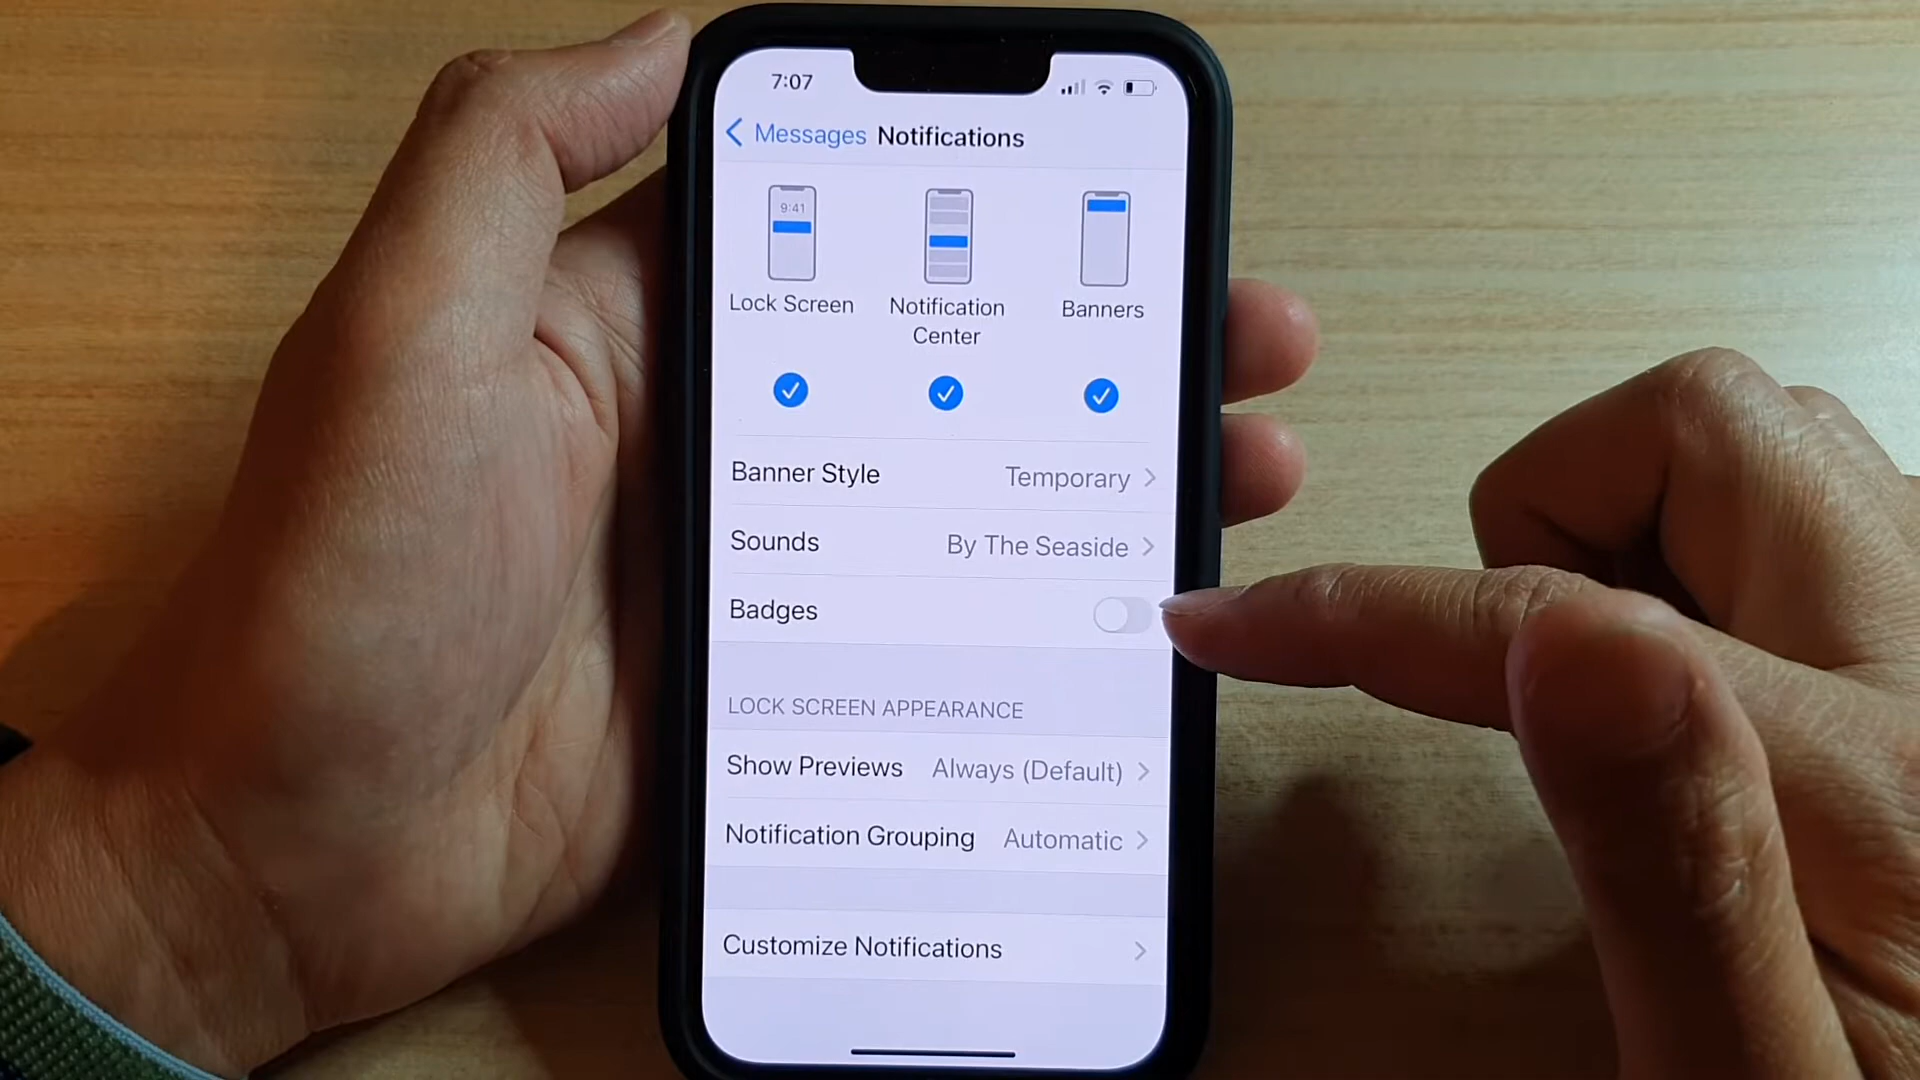 7:07
Messages Notifications
9:41
Lock Screen
Notification
Center
Banners
Banner Style Temporary
Sounds By The Seaside
Badges
LOCK SCREEN APPEARANCE
Show Previews Always (Default)
Notification Grouping Automatic
Customize Notifications